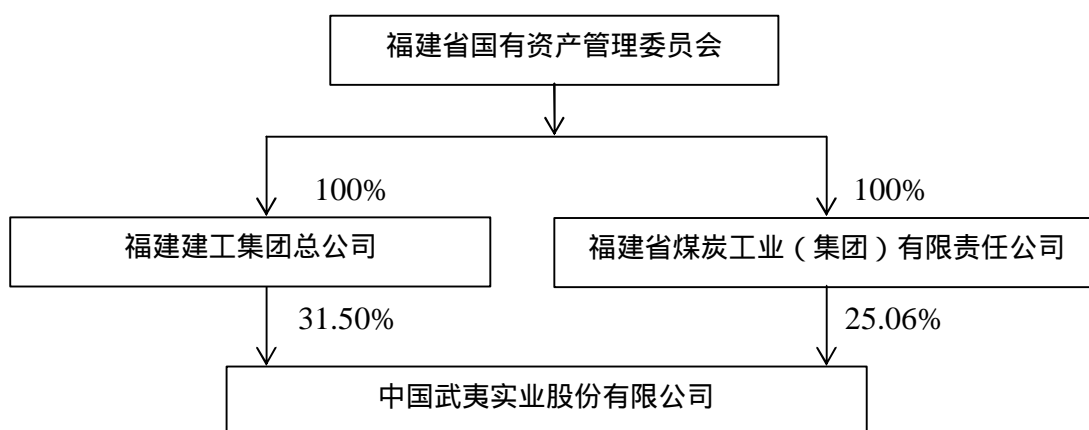 福建省国有资产管理委员会
100%
100%
福建建工集团总公司
福建省煤炭工业（集团）有限责任公司
31.50%
25.06%
中国武夷实业股份有限公司